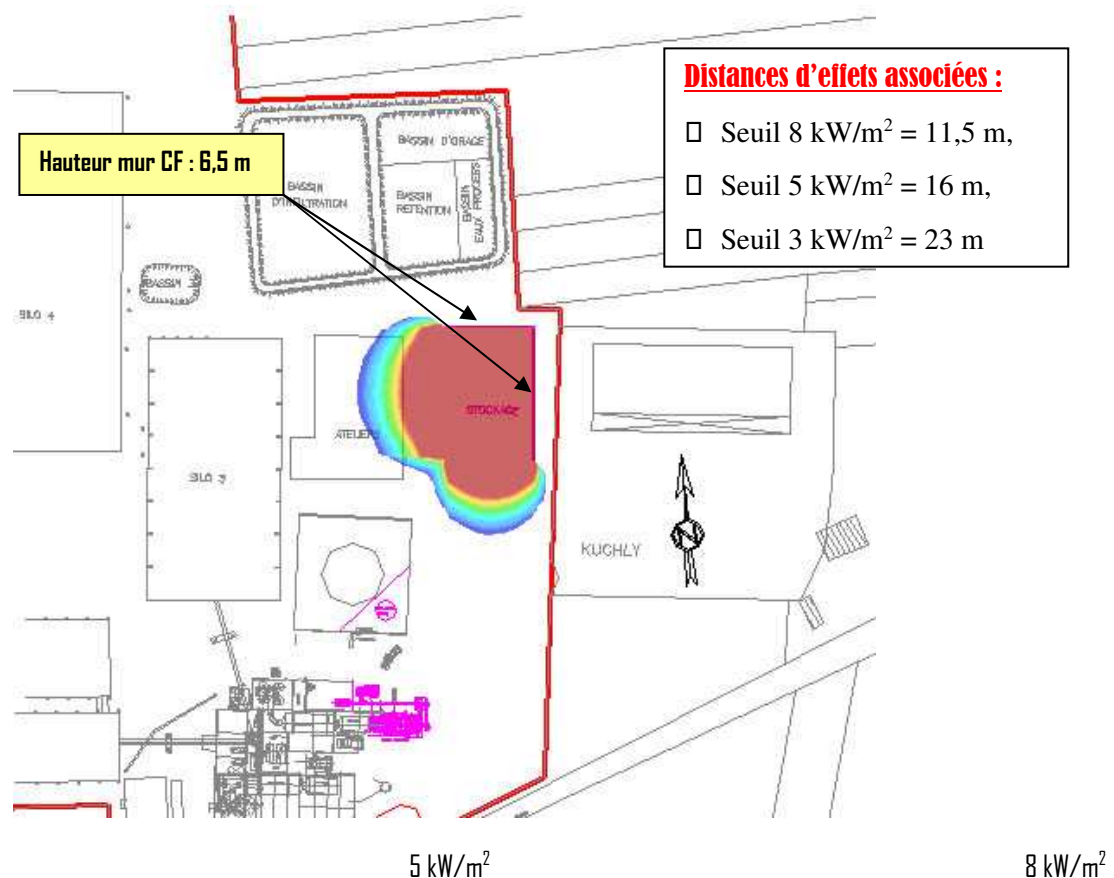 Distances d'effets associées :
Seuil 8 kW/m² = 11,5 m,
Seuil 5 kW/m² = 16 m,
Seuil 3 kW/m² = 23 m
Hauteur mur CF : 6,5 m
BASSIN D'ORAGE
BASSIN
D'INFILTRATION
BASSIN
RETENTION
BASSIN
EAUX PROCESS
BASSIN
SILO 4
STOCKAGE
ATELIERS
SILO 3
KUCHLY
N
5 kW/m²
8 kW/m²